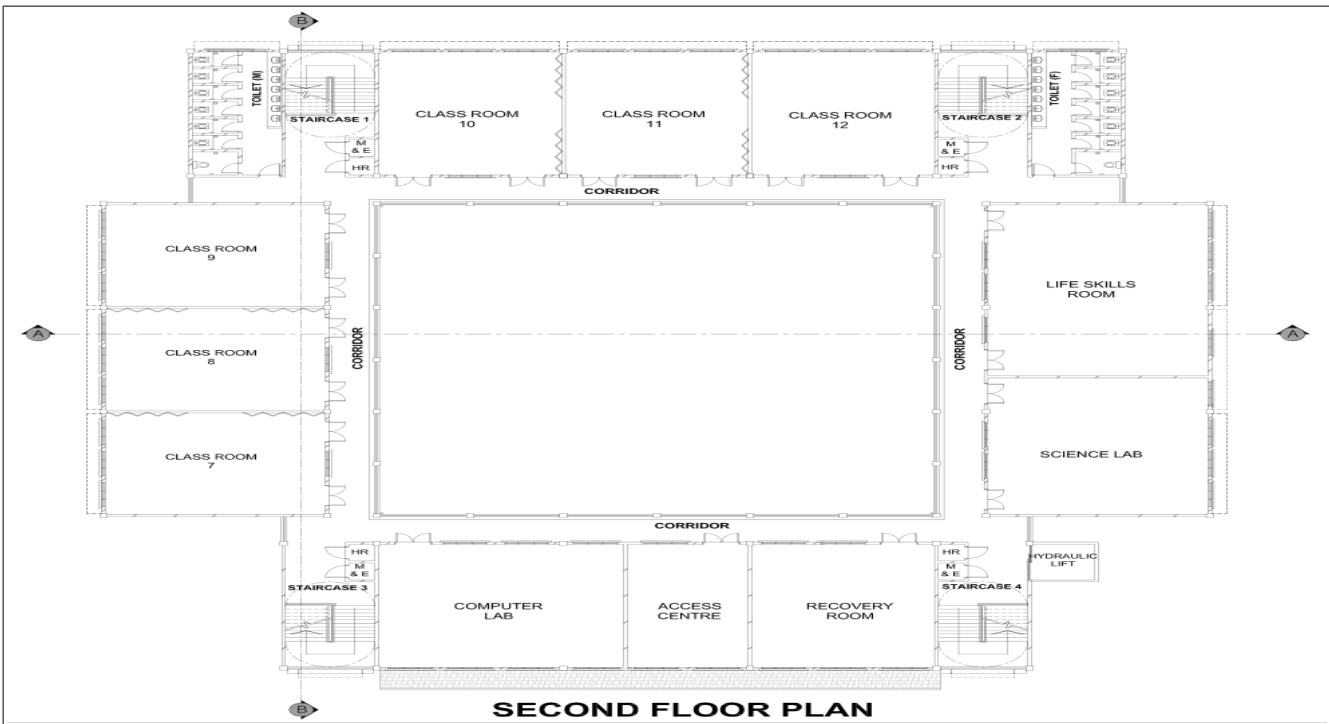 B
TOILET (M)
STAIRCASE 1
M
& E
HR
CLASS ROOM
10
CLASS ROOM
11
CLASS ROOM
12
STAIRCASE 2
M
& E
HR
TOILET (F)
CORRIDOR
CLASS ROOM
9
CLASS ROOM
8
CLASS ROOM
7
CORRIDOR
CORRIDOR
LIFE SKILLS
ROOM
SCIENCE LAB
A
A
CORRIDOR
HR
M
& E
STAIRCASE 3
COMPUTER
LAB
ACCESS
CENTRE
RECOVERY
ROOM
HR
M
& E
STAIRCASE 4
HYDRAULIC
LIFT
B
SECOND FLOOR PLAN